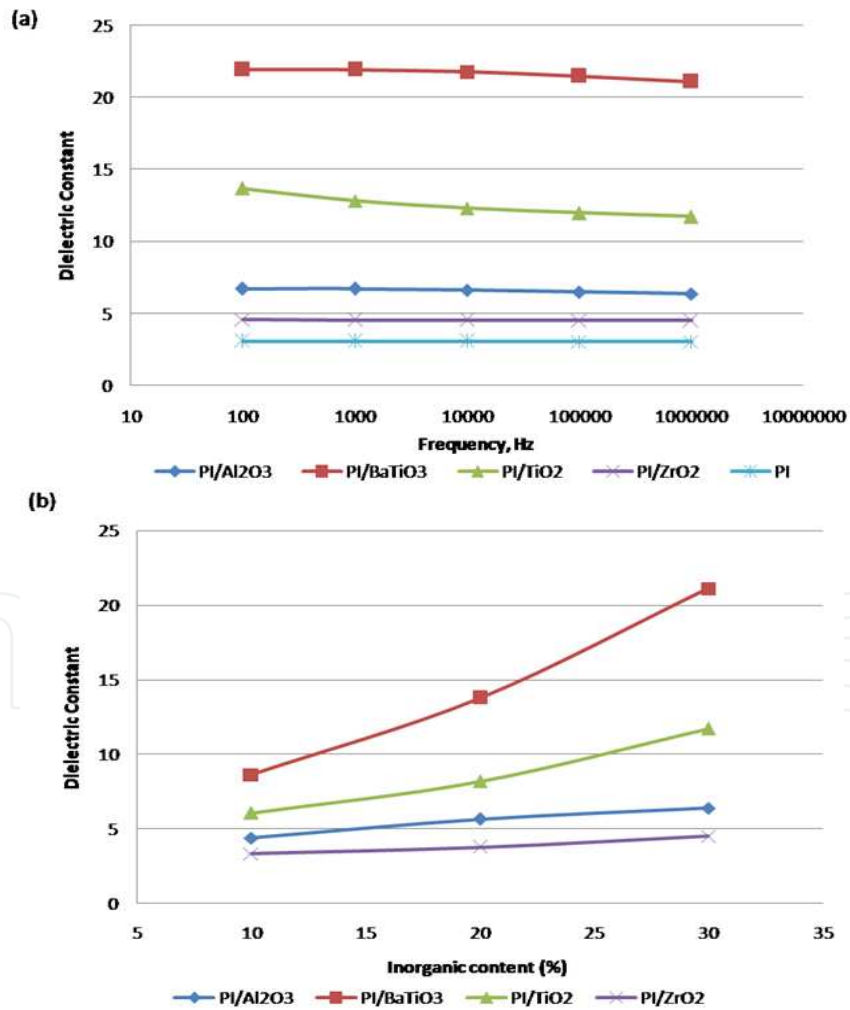 (a)
25
20
15
10
5
0
Dielectric Constant
10 100 1000 10000 100000 1000000 10000000
Frequency, Hz
PI/Al2O3 PI/BaTiO3 PI/TiO2 PI/ZrO2 PI
(b)
25
20
15
10
5
0
Dielectric Constant
5 10 15 20 25 30 35
Inorganic content (%)
PI/Al2O3 PI/BaTiO3 PI/TiO2 PI/ZrO2